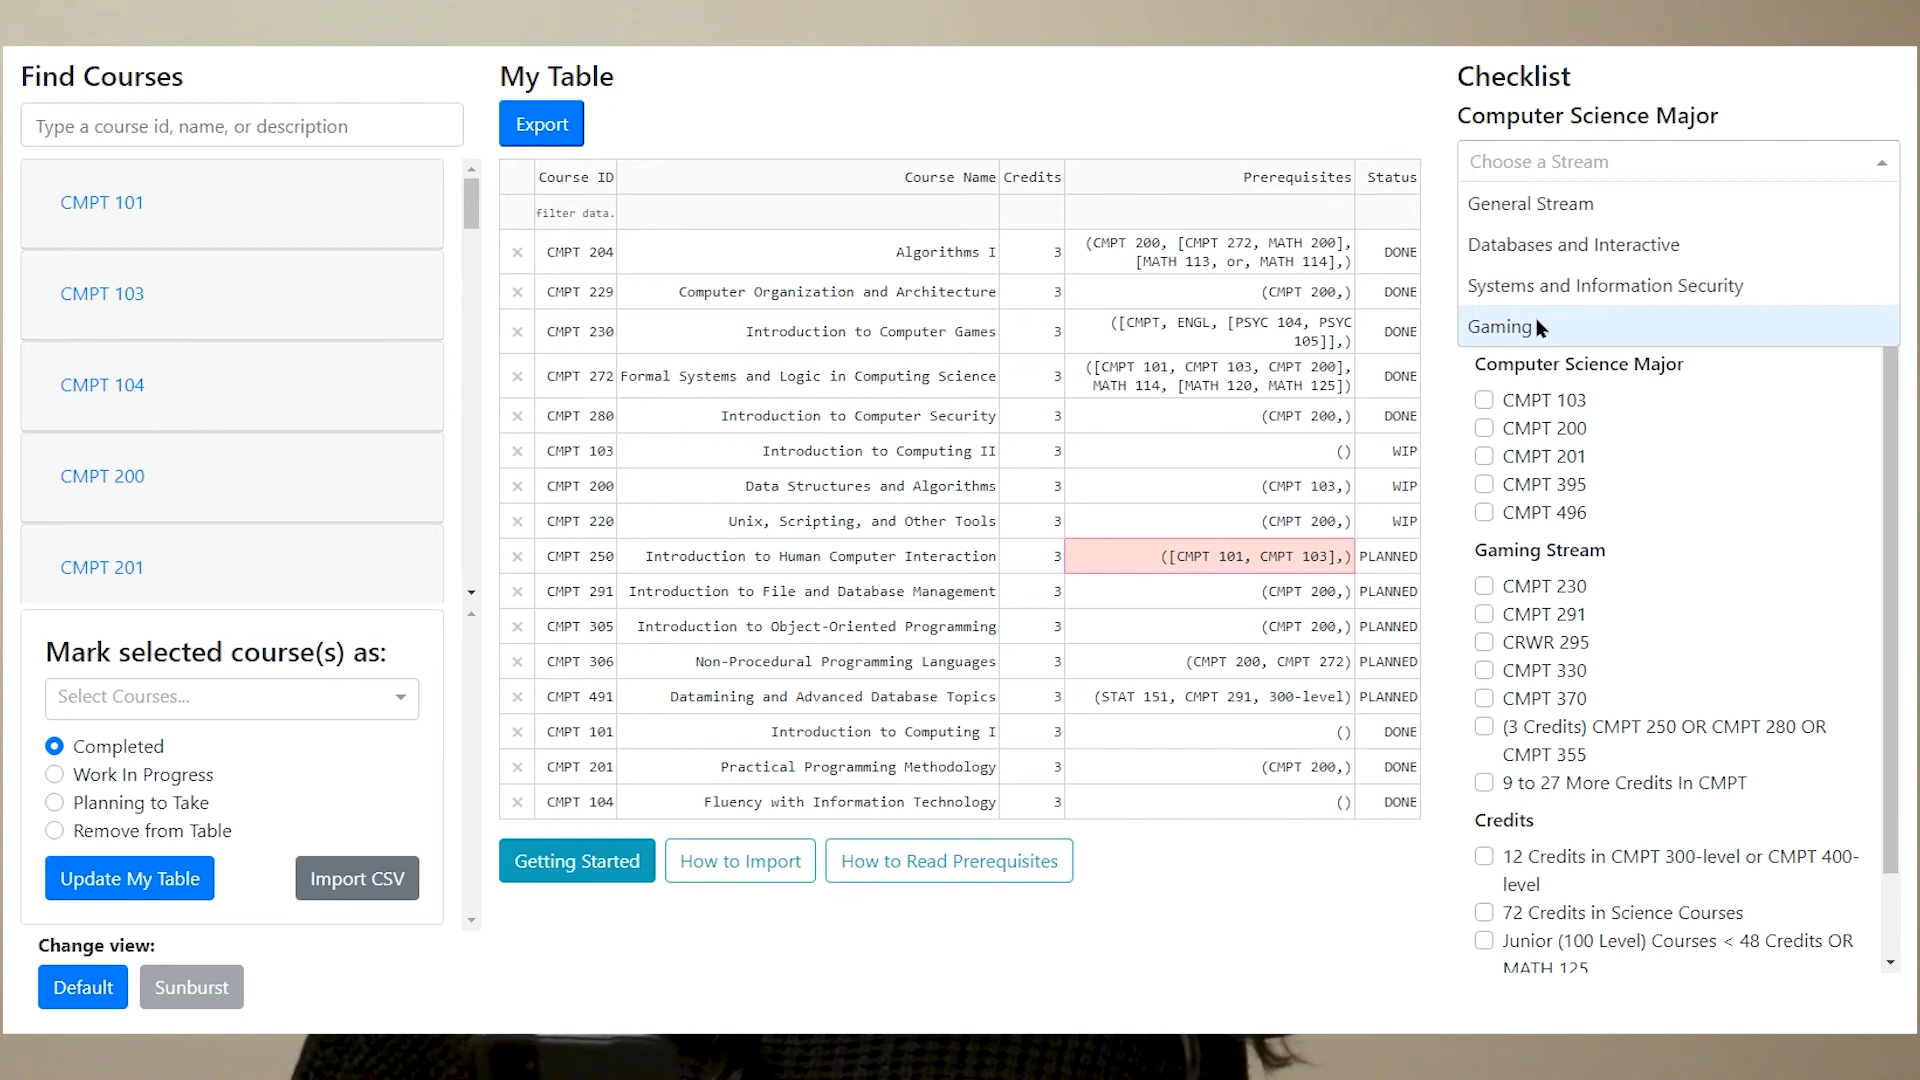 Find Courses
Type a course id, name, or description
CMPT 101
CMPT 103
CMPT 104
CMPT 200
CMPT 201
Mark selected course(s) as:
Select Courses...
Completed
Work In Progress
Planning to Take
Remove from Table
Update My Table
Import CSV
Change view:
Default
Sunburst
My Table
Export
Course ID Course Name Credits Prerequisites Status
filter data.
× CMPT 204 Algorithms I 3 (CMPT 200, [CMPT 272, MATH 200], DONE
[MATH 113, or, MATH 114],)
× CMPT 229 Computer Organization and Architecture 3 (CMPT 200,) DONE
× CMPT 230 Introduction to Computer Games 3 ([CMPT, ENGL, [PSYC 104, PSYC DONE
105]],)
× CMPT 272 Formal Systems and Logic in Computing Science 3 ([CMPT 101, CMPT 103, CMPT 200], DONE
MATH 114, [MATH 120, MATH 125])
× CMPT 280 Introduction to Computer Security 3 (CMPT 200,) DONE
× CMPT 103 Introduction to Computing II 3 () WIP
× CMPT 200 Data Structures and Algorithms 3 (CMPT 103,) WIP
× CMPT 220 Unix, Scripting, and Other Tools 3 (CMPT 200,) WIP
× CMPT 250 Introduction to Human Computer Interaction 3 ([CMPT 101, CMPT 103],) PLANNED
× CMPT 291 Introduction to File and Database Management 3 (CMPT 200,) PLANNED
× CMPT 305 Introduction to Object-Oriented Programming 3 (CMPT 200,) PLANNED
× CMPT 306 Non-Procedural Programming Languages 3 (CMPT 200, CMPT 272) PLANNED
× CMPT 491 Datamining and Advanced Database Topics 3 (STAT 151, CMPT 291, 300-level) PLANNED
× CMPT 101 Introduction to Computing I 3 () DONE
× CMPT 201 Practical Programming Methodology 3 (CMPT 200,) DONE
× CMPT 104 Fluency with Information Technology 3 () DONE
Getting Started
How to Import
How to Read Prerequisites
Checklist
Computer Science Major
Choose a Stream
General Stream
Databases and Interactive
Systems and Information Security
Gaming
Computer Science Major
CMPT 103
CMPT 200
CMPT 201
CMPT 395
CMPT 496
Gaming Stream
CMPT 230
CMPT 291
CRWR 295
CMPT 330
CMPT 370
(3 Credits) CMPT 250 OR CMPT 280 OR
CMPT 355
9 to 27 More Credits In CMPT
Credits
12 Credits in CMPT 300-level or CMPT 400-
level
72 Credits in Science Courses
Junior (100 Level) Courses < 48 Credits OR
MATH 125